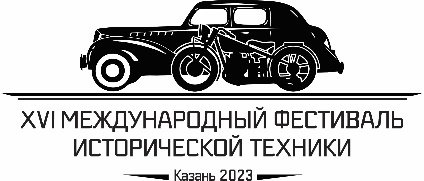 XVI МЕЖДУНАРОДНЫЙ ФЕСТИВАЛЬ
ИСТОРИЧЕСКОЙ ТЕХНИКИ
Казань 2023